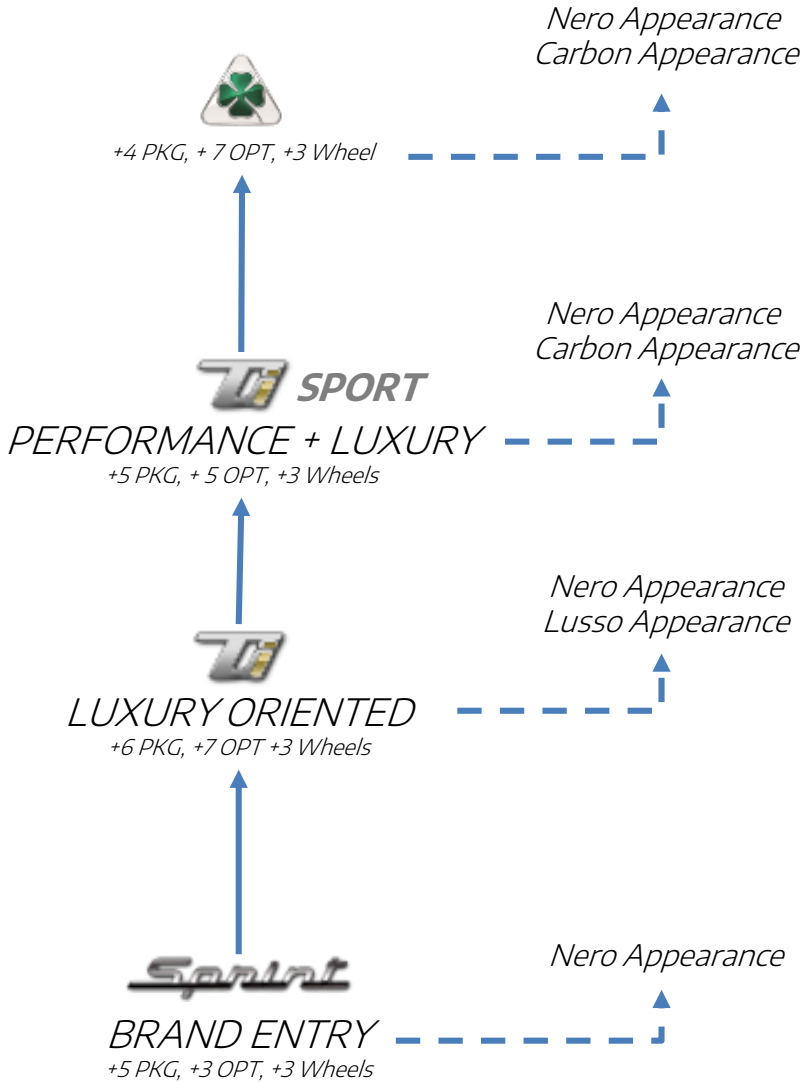 Nero Appearance
Carbon Appearance
+4 PKG, + 7 OPT, +3 Wheel
Nero Appearance
Carbon Appearance
Ti SPORT
PERFORMANCE + LUXURY
+5 PKG, + 5 OPT, +3 Wheels
Nero Appearance
Lusso Appearance
Ti
LUXURY ORIENTED
+6 PKG, +7 OPT +3 Wheels
Sprint
Nero Appearance
BRAND ENTRY
+5 PKG, +3 OPT, +3 Wheels